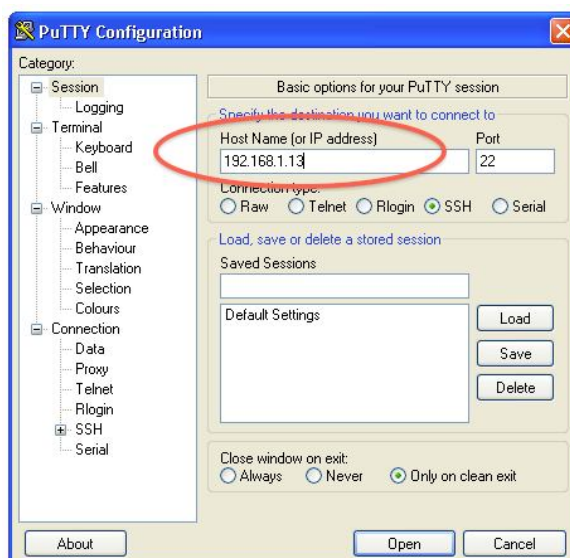 PuTTY Configuration
Category:
Session
Logging
Terminal
Keyboard
Bell
Features
Window
Appearance
Behaviour
Translation
Selection
Colours
Connection
Data
Proxy
Telnet
Rlogin
SSH
Serial
Basic options for your PuTTY session
Specify the destination you want to connect to
Host Name (or IP address) Port
192.168.1.13 22
Connection type:
Raw Telnet Rlogin SSH Serial
Load, save or delete a stored session
Saved Sessions
Default Settings
Load
Save
Delete
Close window on exit:
Always Never Only on clean exit
About Open Cancel